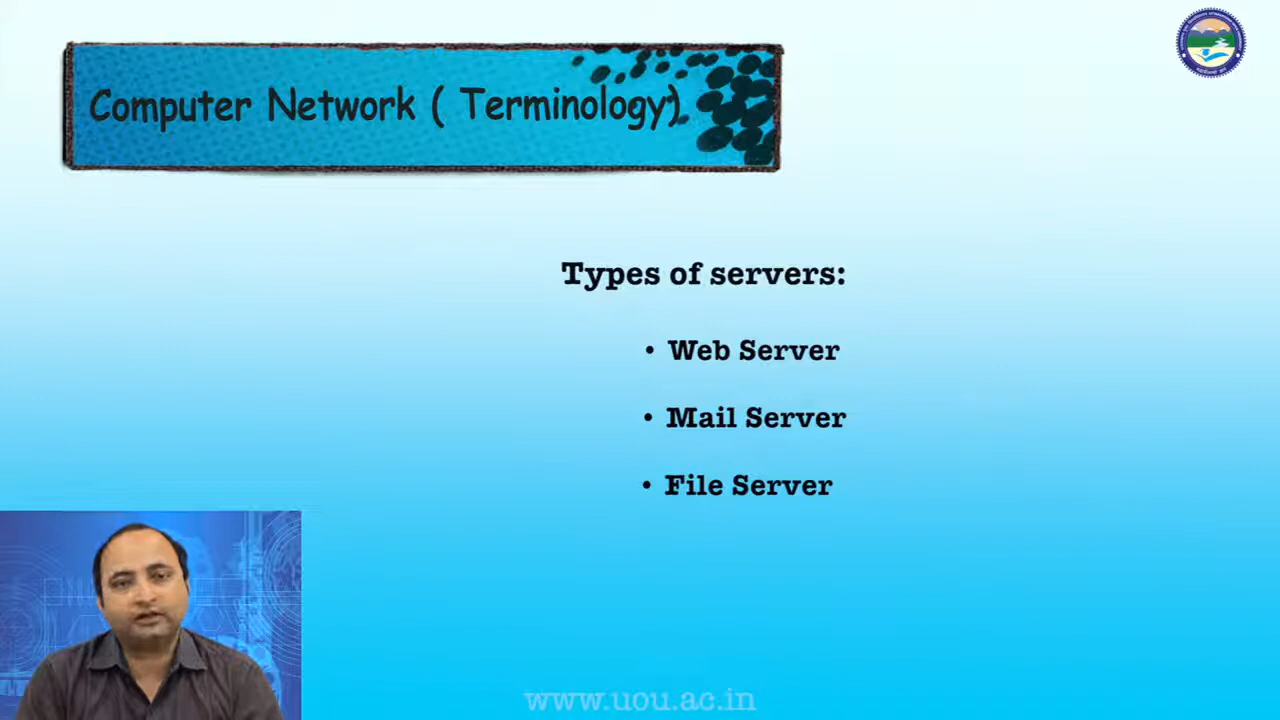 Computer Network ( Terminology)
Types of servers:
• Web Server
• Mail Server
• File Server
www.uou.ac.in